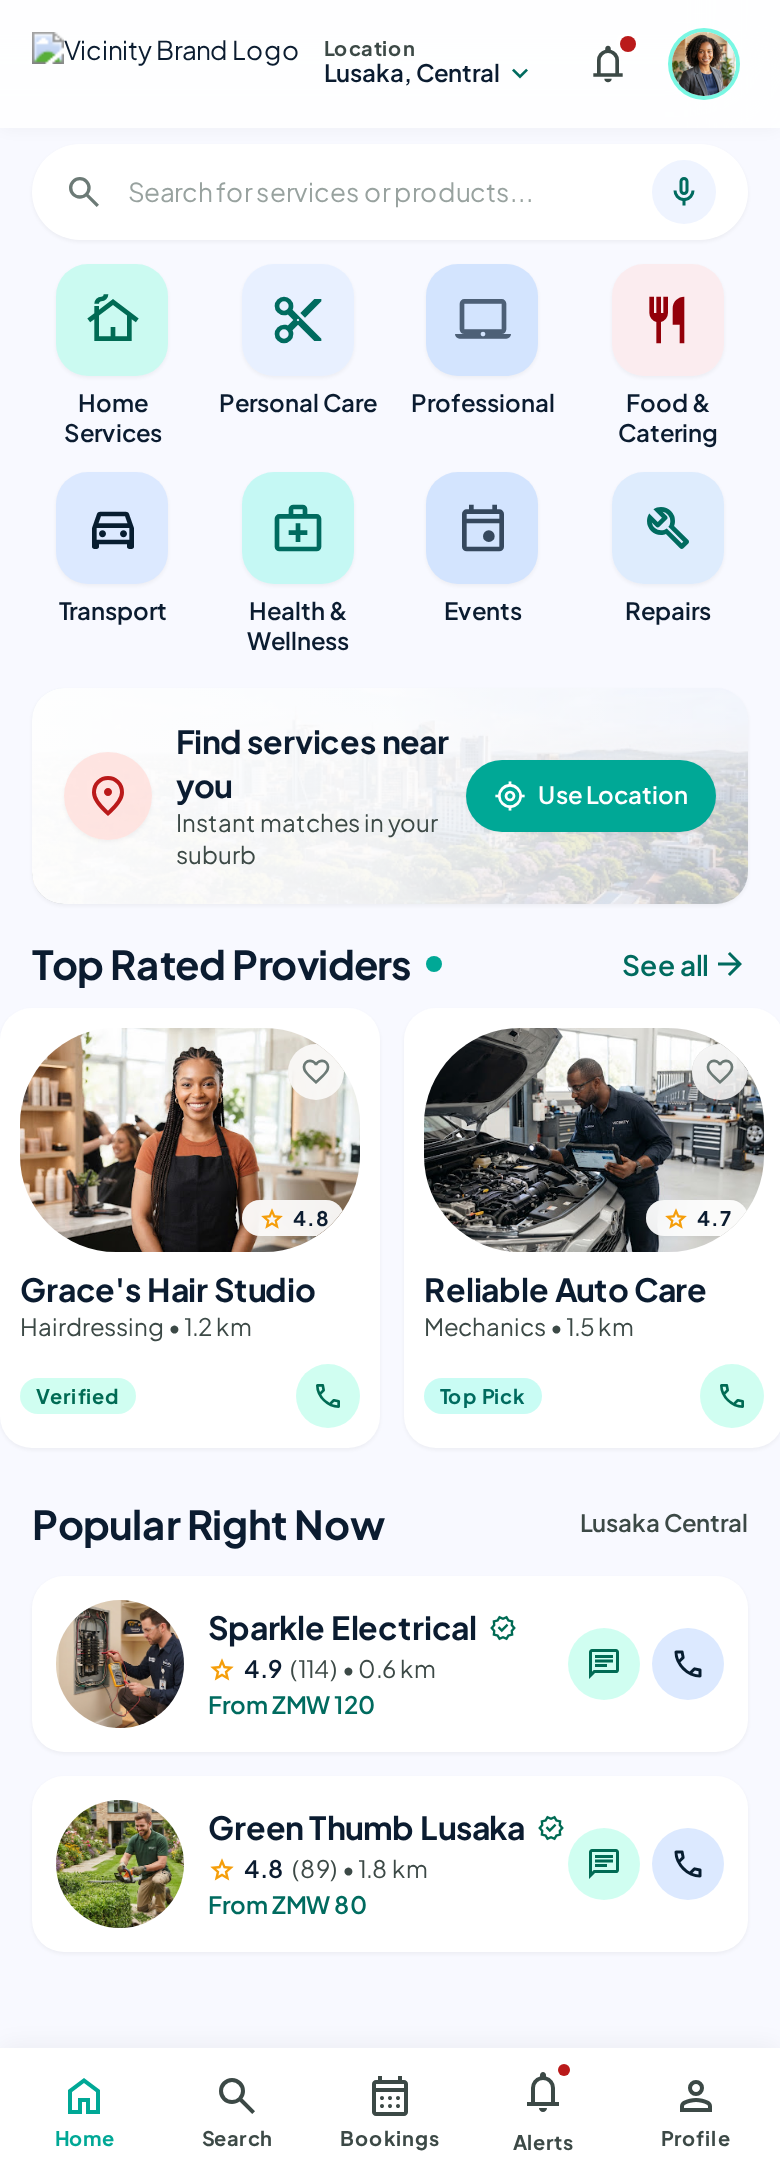 Vicinity Brand Logo
Location
Lusaka, Central
Search for services or products...
Home
Services
Personal Care
Professional
Food &
Catering
Transport
Health &
Wellness
Events
Repairs
Find services near
you
Instant matches in your
suburb
Use Location
Top Rated Providers
See all
4.8
4.7
Grace's Hair Studio
Hairdressing • 1.2 km
Verified
Reliable Auto Care
Mechanics • 1.5 km
Top Pick
Popular Right Now
Lusaka Central
Sparkle Electrical
4.9 (114) • 0.6 km
From ZMW 120
Green Thumb Lusaka
4.8 (89) • 1.8 km
From ZMW 80
Home
Search
Bookings
Alerts
Profile